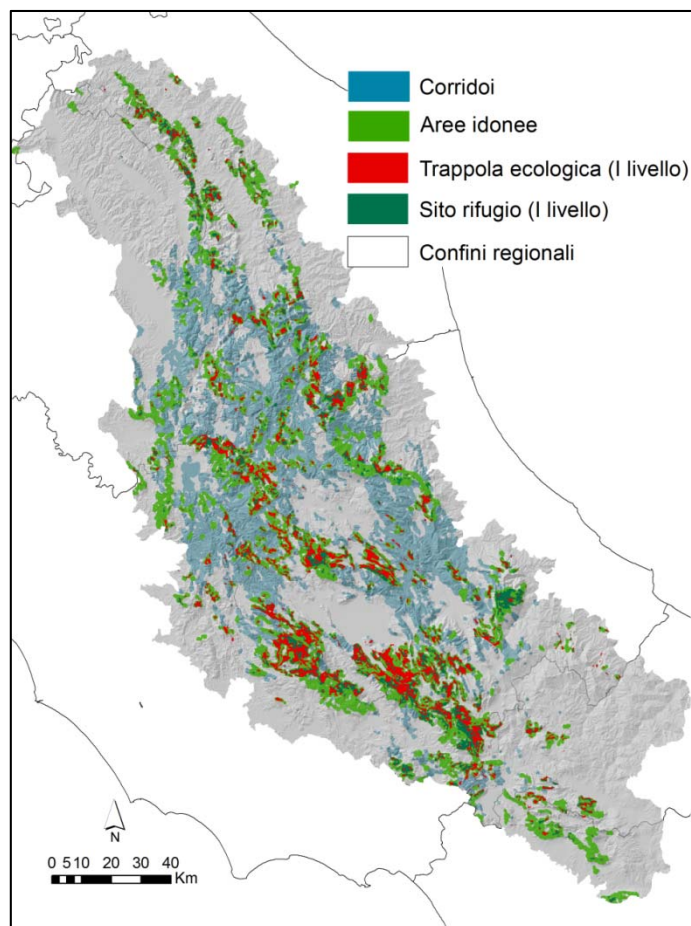 Corridoi
Aree idonee
Trappola ecologica (I livello)
Sito rifugio (I livello)
Confini regionali
N
0 5 10 20 30 40
Km